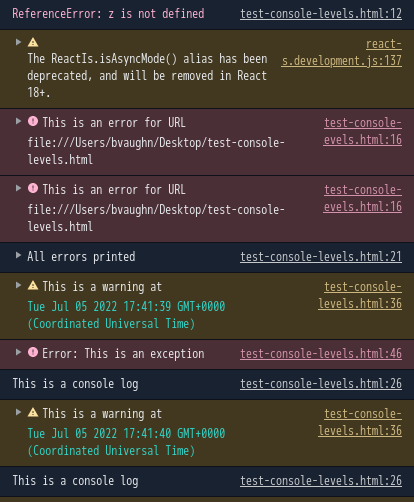 ReferenceError: z is not defined test-console-levels.html:12
react-
The ReactIs.isAsyncMode() alias has been s.development.js:137
deprecated, and will be removed in React
18+.
This is an error for URL test-console-
file:///Users/bvaughn/Desktop/test-console- evels.html:16
levels.html
This is an error for URL test-console-
file:///Users/bvaughn/Desktop/test-console- evels.html:16
levels.html
All errors printed test-console-levels.html:21
This is a warning at test-console-
Tue Jul 05 2022 17:41:39 GMT+0000 levels.html:36
(Coordinated Universal Time)
Error: This is an exception test-console-levels.html:46
This is a console log test-console-levels.html:26
This is a warning at test-console-
Tue Jul 05 2022 17:41:40 GMT+0000 levels.html:36
(Coordinated Universal Time)
This is a console log test-console-levels.html:26